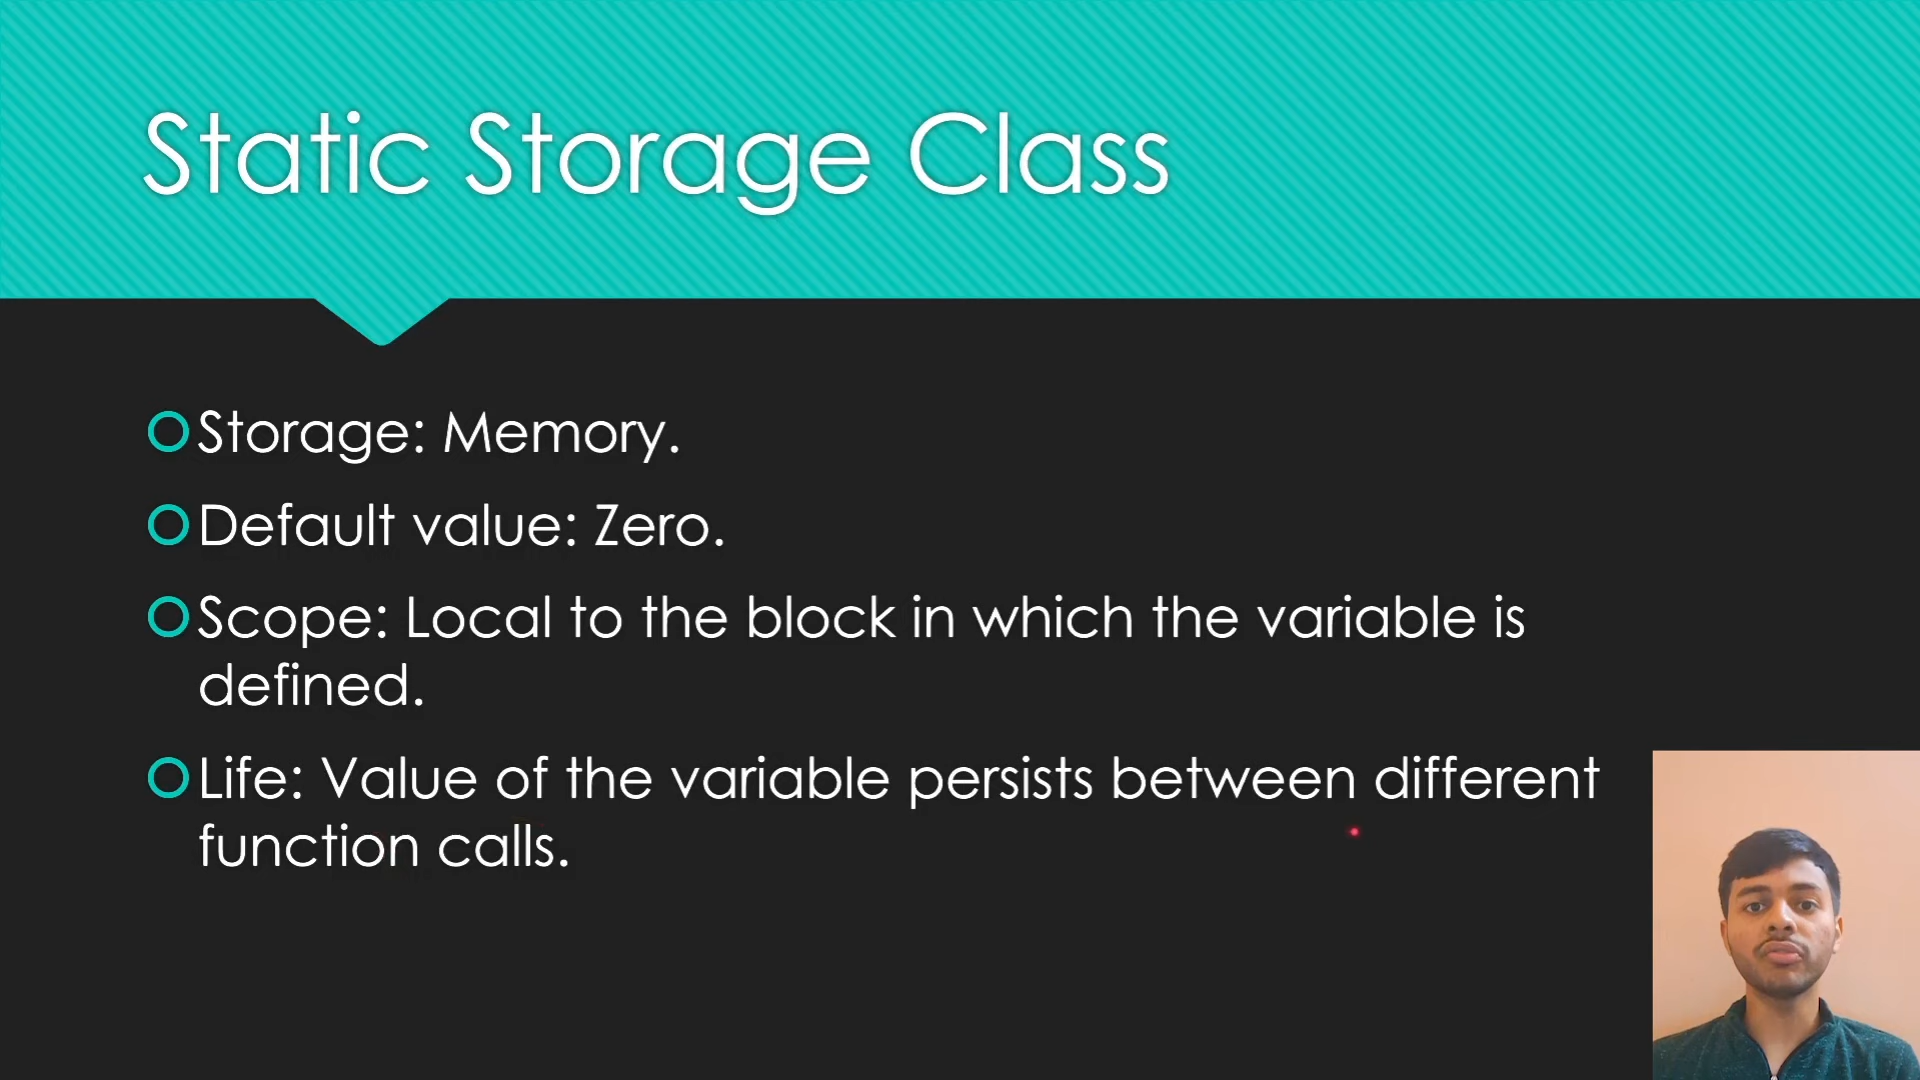 Static Storage Class
Storage: Memory.
Default value: Zero.
Scope: Local to the block in which the variable is
defined.
Life: Value of the variable persists between different
function calls.